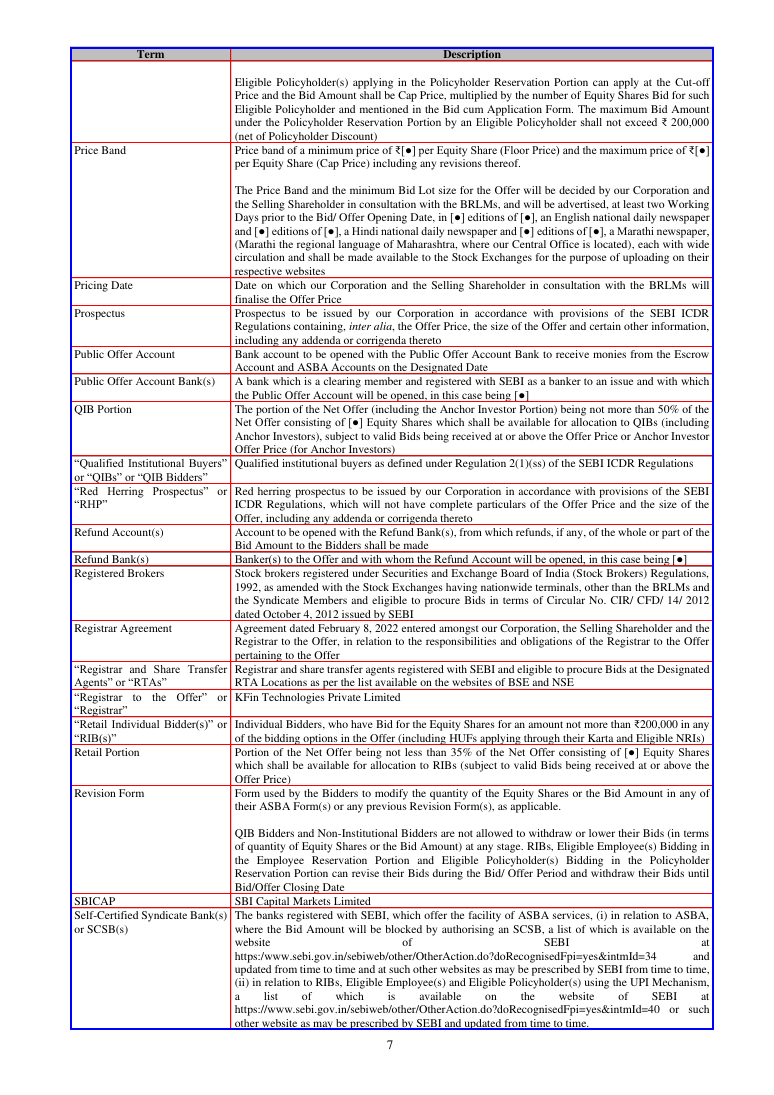 Term Description
Eligible Policyholder(s) applying in the Policyholder Reservation Portion can apply at the Cut-off
Price and the Bid Amount shall be Cap Price, multiplied by the number of Equity Shares Bid for such
Eligible Policyholder and mentioned in the Bid cum Application Form. The maximum Bid Amount
under the Policyholder Reservation Portion by an Eligible Policyholder shall not exceed ₹ 200,000
(net of Policyholder Discount)
Price Band Price band of a minimum price of ₹[●] per Equity Share (Floor Price) and the maximum price of ₹[●]
per Equity Share (Cap Price) including any revisions thereof.
The Price Band and the minimum Bid Lot size for the Offer will be decided by our Corporation and
the Selling Shareholder in consultation with the BRLMs, and will be advertised, at least two Working
Days prior to the Bid/ Offer Opening Date, in [●] editions of [●], an English national daily newspaper
and [●] editions of [●], a Hindi national daily newspaper and [●] editions of [●], a Marathi newspaper,
(Marathi the regional language of Maharashtra, where our Central Office is located), each with wide
circulation and shall be made available to the Stock Exchanges for the purpose of uploading on their
respective websites
Pricing Date Date on which our Corporation and the Selling Shareholder in consultation with the BRLMs will
finalise the Offer Price
Prospectus Prospectus to be issued by our Corporation in accordance with provisions of the SEBI ICDR
Regulations containing, inter alia, the Offer Price, the size of the Offer and certain other information,
including any addenda or corrigenda thereto
Public Offer Account Bank account to be opened with the Public Offer Account Bank to receive monies from the Escrow
Account and ASBA Accounts on the Designated Date
Public Offer Account Bank(s) A bank which is a clearing member and registered with SEBI as a banker to an issue and with which
the Public Offer Account will be opened, in this case being [●]
QIB Portion The portion of the Net Offer (including the Anchor Investor Portion) being not more than 50% of the
Net Offer consisting of [●] Equity Shares which shall be available for allocation to QIBs (including
Anchor Investors), subject to valid Bids being received at or above the Offer Price or Anchor Investor
Offer Price (for Anchor Investors)
“Qualified Institutional Buyers” Qualified institutional buyers as defined under Regulation 2(1)(ss) of the SEBI ICDR Regulations
or “QIBs” or “QIB Bidders”
“Red Herring Prospectus” or Red herring prospectus to be issued by our Corporation in accordance with provisions of the SEBI
“RHP” ICDR Regulations, which will not have complete particulars of the Offer Price and the size of the
Offer, including any addenda or corrigenda thereto
Refund Account(s) Account to be opened with the Refund Bank(s), from which refunds, if any, of the whole or part of the
Bid Amount to the Bidders shall be made
Refund Bank(s) Banker(s) to the Offer and with whom the Refund Account will be opened, in this case being [●]
Registered Brokers Stock brokers registered under Securities and Exchange Board of India (Stock Brokers) Regulations,
1992, as amended with the Stock Exchanges having nationwide terminals, other than the BRLMs and
the Syndicate Members and eligible to procure Bids in terms of Circular No. CIR/ CFD/ 14/ 2012
dated October 4, 2012 issued by SEBI
Registrar Agreement Agreement dated February 8, 2022 entered amongst our Corporation, the Selling Shareholder and the
Registrar to the Offer, in relation to the responsibilities and obligations of the Registrar to the Offer
pertaining to the Offer
“Registrar and Share Transfer Registrar and share transfer agents registered with SEBI and eligible to procure Bids at the Designated
Agents” or “RTAs” RTA Locations as per the list available on the websites of BSE and NSE
“Registrar to the Offer” or KFin Technologies Private Limited
“Registrar”
“Retail Individual Bidder(s)” or Individual Bidders, who have Bid for the Equity Shares for an amount not more than ₹200,000 in any
“RIB(s)” of the bidding options in the Offer (including HUFs applying through their Karta and Eligible NRIs)
Retail Portion Portion of the Net Offer being not less than 35% of the Net Offer consisting of [●] Equity Shares
which shall be available for allocation to RIBs (subject to valid Bids being received at or above the
Offer Price)
Revision Form Form used by the Bidders to modify the quantity of the Equity Shares or the Bid Amount in any of
their ASBA Form(s) or any previous Revision Form(s), as applicable.
QIB Bidders and Non-Institutional Bidders are not allowed to withdraw or lower their Bids (in terms
of quantity of Equity Shares or the Bid Amount) at any stage. RIBs, Eligible Employee(s) Bidding in
the Employee Reservation Portion and Eligible Policyholder(s) Bidding in the Policyholder
Reservation Portion can revise their Bids during the Bid/ Offer Period and withdraw their Bids until
Bid/Offer Closing Date
SBICAP SBI Capital Markets Limited
Self-Certified Syndicate Bank(s) The banks registered with SEBI, which offer the facility of ASBA services, (i) in relation to ASBA,
or SCSB(s) where the Bid Amount will be blocked by authorising an SCSB, a list of which is available on the
website of SEBI at
https:/www.sebi.gov.in/sebiweb/other/OtherAction.do?doRecognisedFpi=yes&intmId=34 and
updated from time to time and at such other websites as may be prescribed by SEBI from time to time,
(ii) in relation to RIBs, Eligible Employee(s) and Eligible Policyholder(s) using the UPI Mechanism,
a list of which is available on the website of SEBI at
https:/www.sebi.gov.in/sebiweb/other/OtherAction.do?doRecognisedFpi=yes&intmId=40 or such
other website as may be prescribed by SEBI and updated from time to time.
7